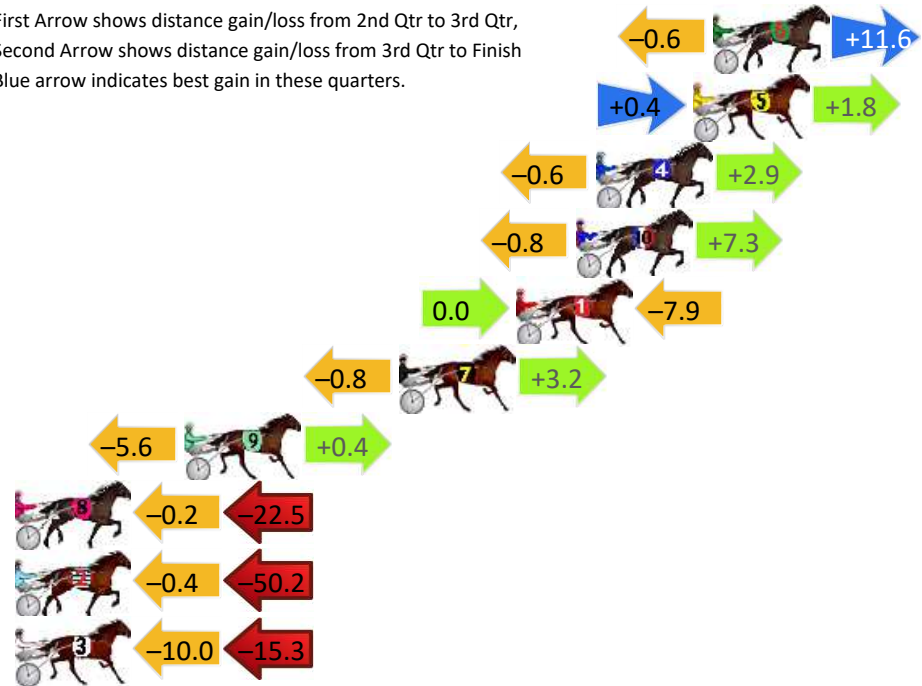 First Arrow shows distance gain/loss from 2nd Qtr to 3rd Qtr,
Second Arrow shows distance gain/loss from 3rd Qtr to Finish
Blue arrow indicates best gain in these quarters.
−0.6 6 +11.6
+0.4 5 +1.8
−0.6 4 +2.9
−0.8 10 +7.3
0.0 1 −7.9
−0.8 7 +3.2
−5.6 9 +0.4
8 −0.2 −22.5
2 −0.4 −50.2
3 −10.0 −15.3